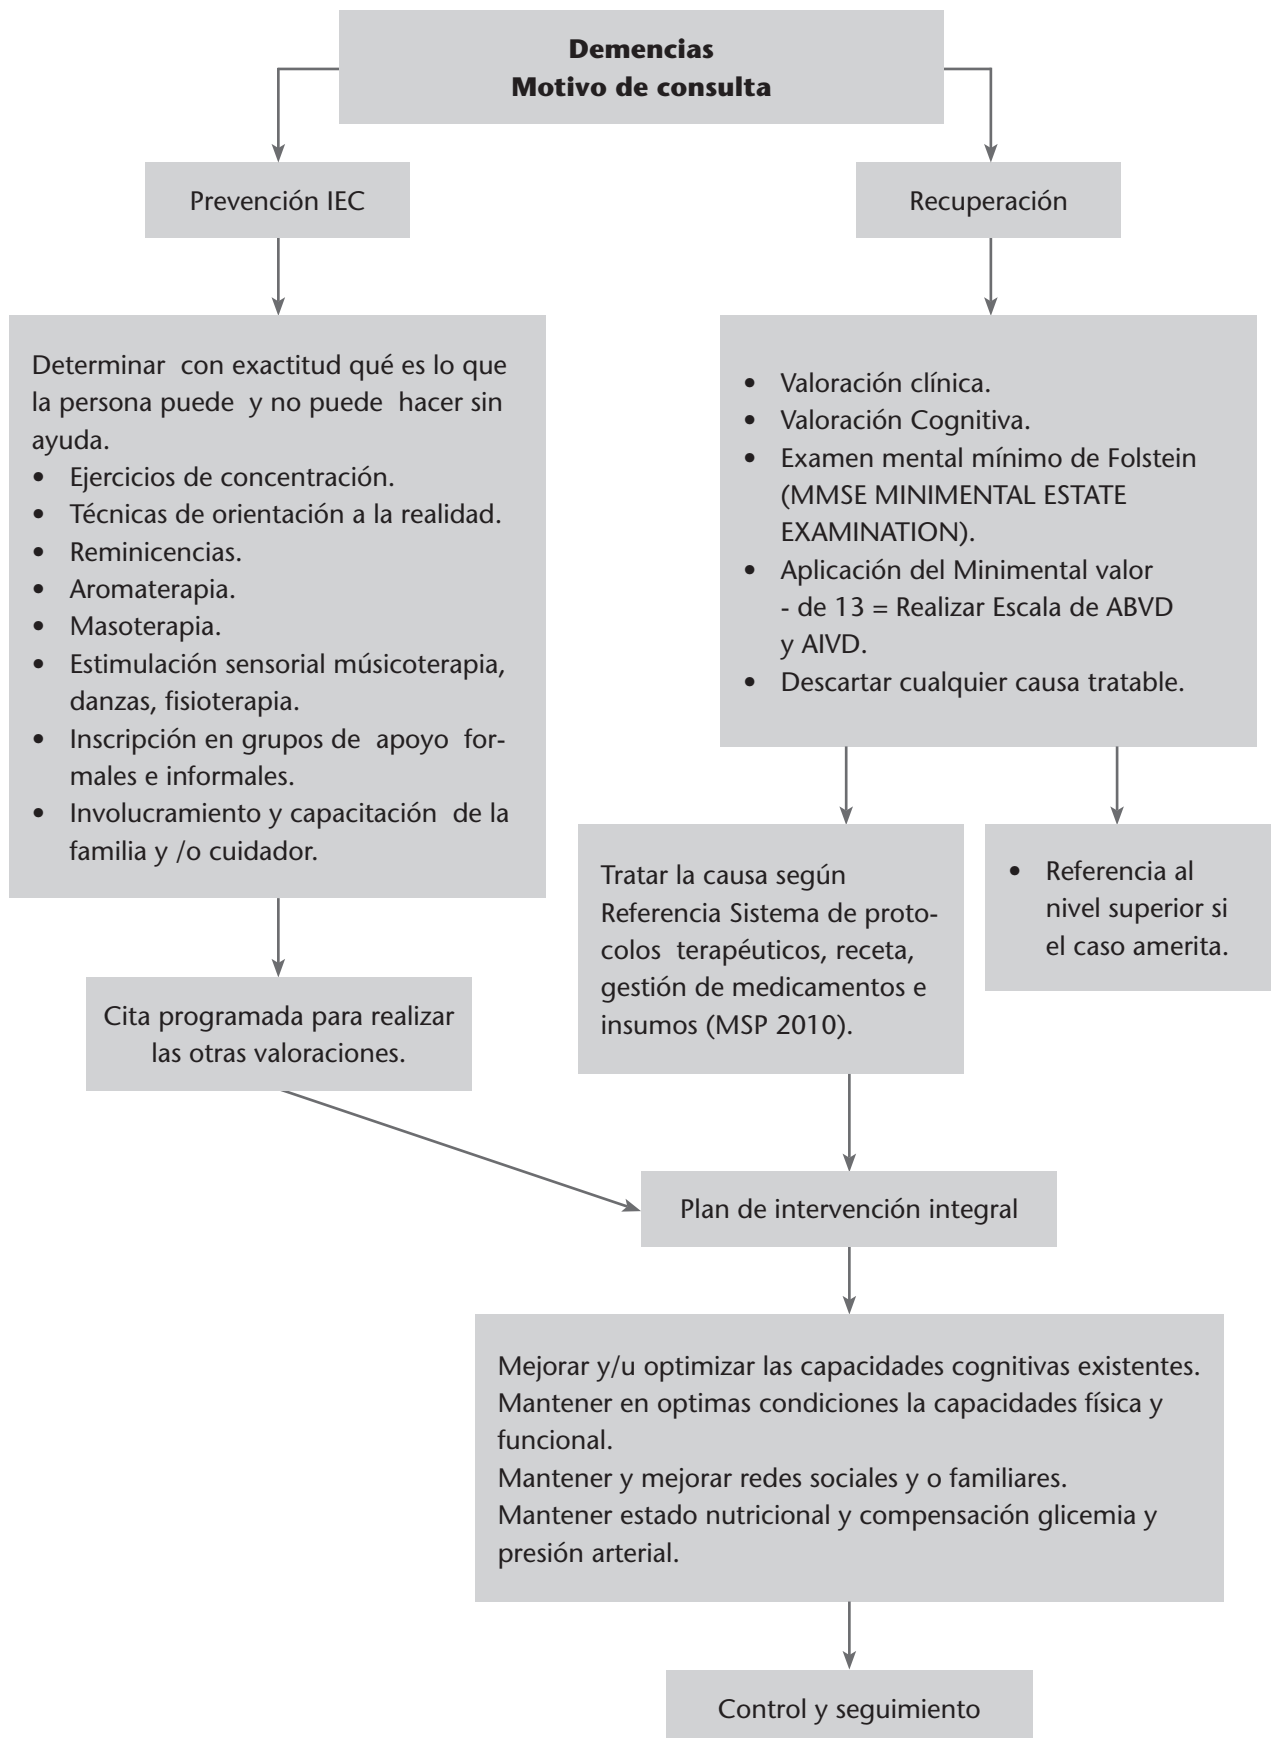 Demencias
Motivo de consulta
Prevención IEC
Recuperación
Determinar con exactitud qué es lo que
la persona puede y no puede hacer sin
ayuda.
• Ejercicios de concentración.
• Técnicas de orientación a la realidad.
• Reminicencias.
• Aromaterapia.
• Masoterapia.
• Estimulación sensorial músicoterapia,
danzas, fisioterapia.
• Inscripción en grupos de apoyo for-
males e informales.
• Involucramiento y capacitación de la
familia y /o cuidador.
• Valoración clínica.
• Valoración Cognitiva.
• Examen mental mínimo de Folstein
(MMSE MINIMENTAL ESTATE
EXAMINATION).
• Aplicación del Minimental valor
- de 13 = Realizar Escala de ABVD
y AIVD.
• Descartar cualquier causa tratable.
Cita programada para realizar
las otras valoraciones.
Tratar la causa según
Referencia Sistema de proto-
colos terapéuticos, receta,
gestión de medicamentos e
insumos (MSP 2010).
• Referencia al
nivel superior si
el caso amerita.
Plan de intervención integral
Mejorar y/u optimizar las capacidades cognitivas existentes.
Mantener en optimas condiciones la capacidades física y
funcional.
Mantener y mejorar redes sociales y o familiares.
Mantener estado nutricional y compensación glicemia y
presión arterial.
Control y seguimiento